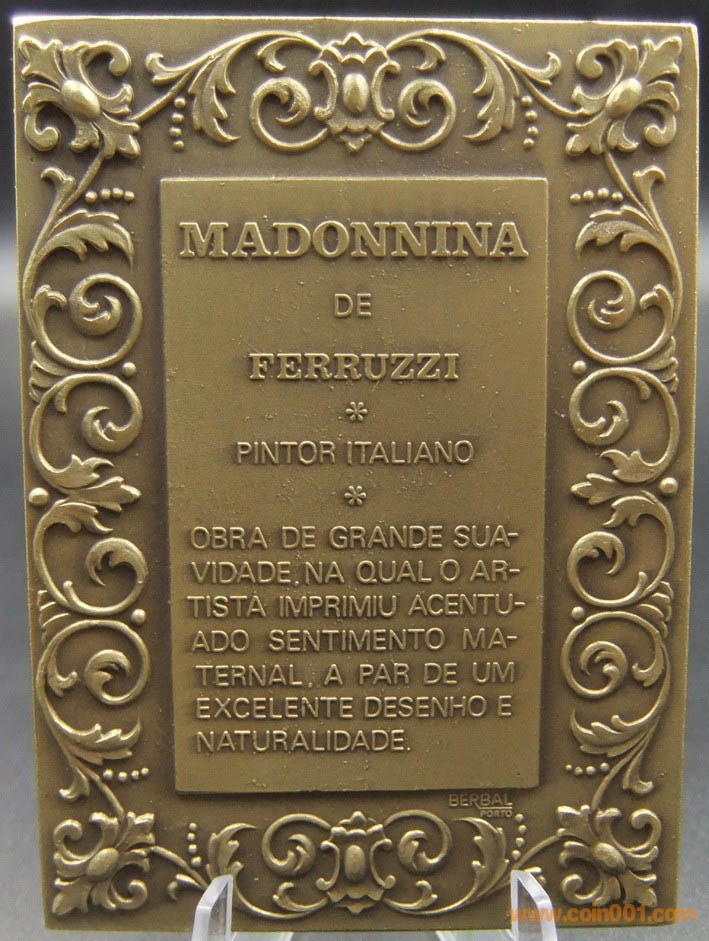 MADONNINA
DE
FERRUZZI
*
PINTOR ITALIANO
*
OBRA DE GRANDE SUA-
VIDADE, NA QUAL O AR-
TISTA IMPRIMIU ACENTU-
ADO SENTIMENTO MA-
TERNAL, A PAR DE UM
EXCELENTE DESENHO E
NATURALIDADE.
BERBAL
PORTO
www.coin001.com